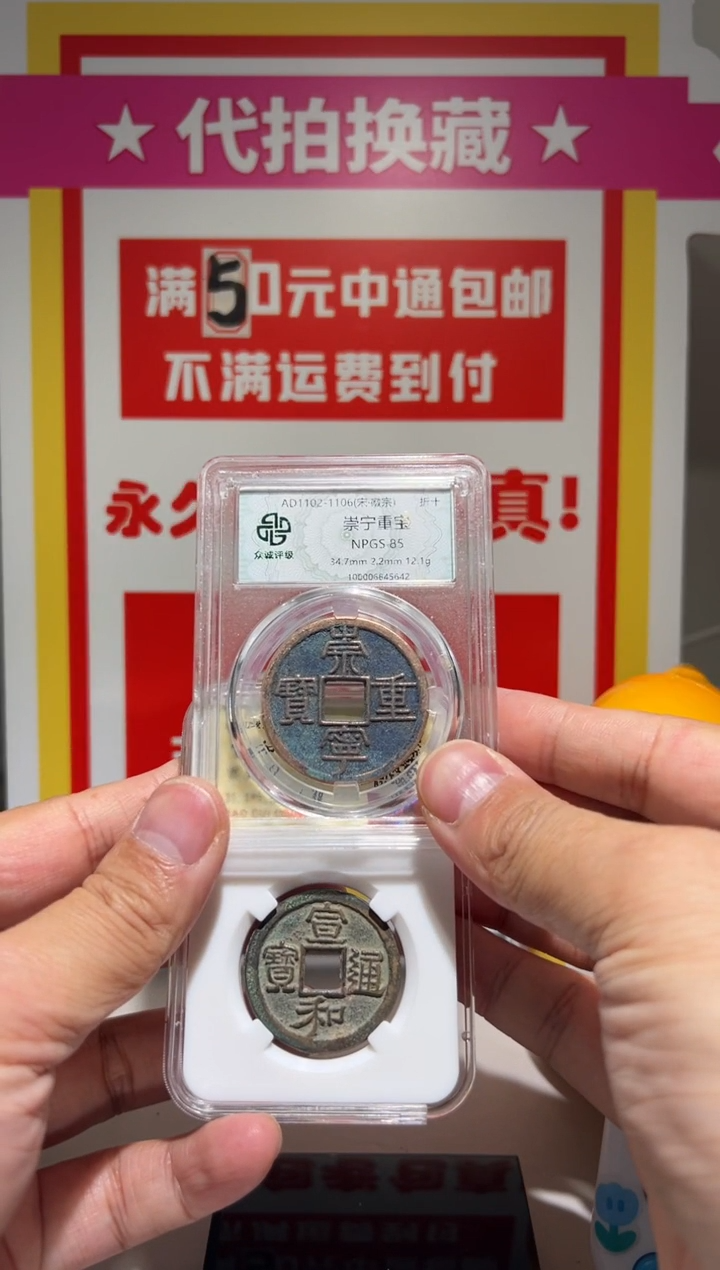 ★代拍换藏★
满50元中通包邮
不满运费到付
永久 真!
AD1102-1106(宋·徽宗) 折十
崇宁重宝
NPGS 85
34.7mm 2.2mm 12.1g
100006845642
众诚评级
崇
寶 重
寧
宣
寶 通
和